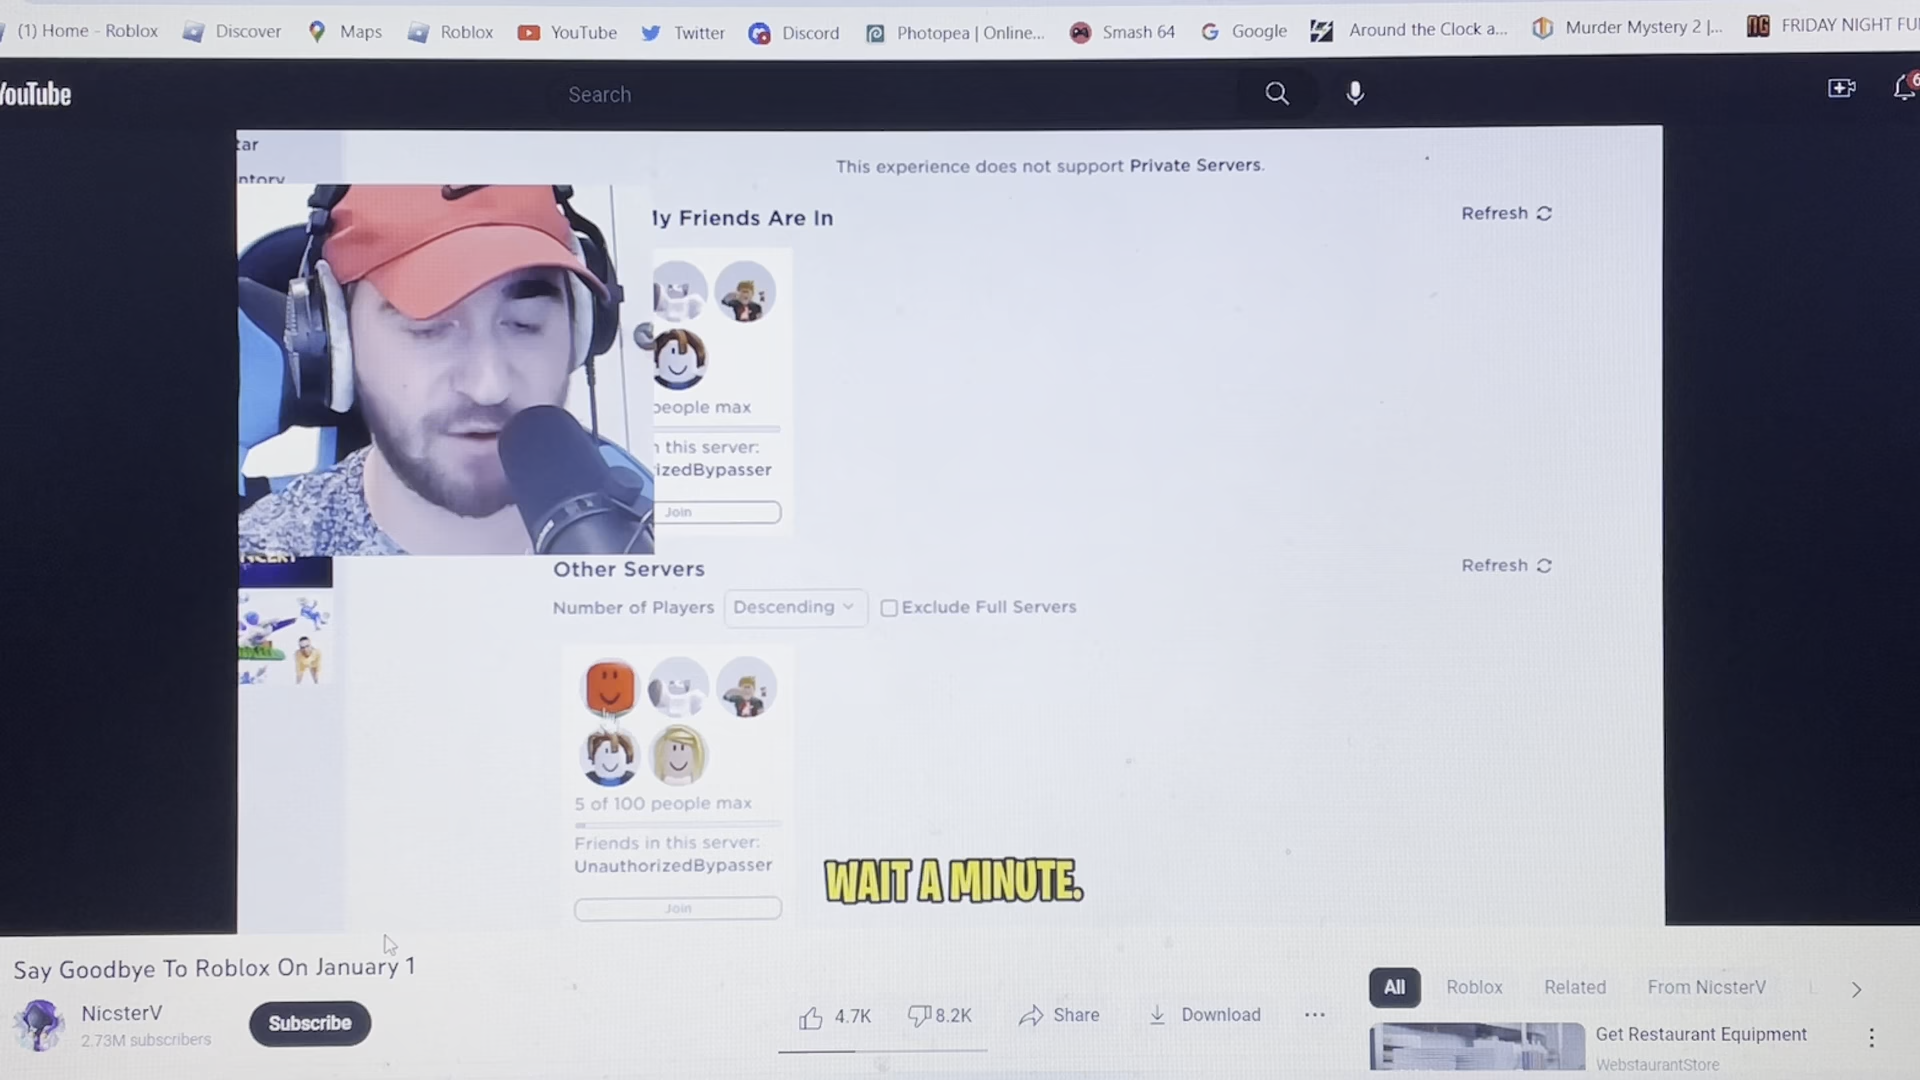 (1) Home - Roblox
Discover
Maps
Roblox
YouTube
Twitter
Discord
Photopea | Online...
Smash 64
Google
Around the Clock a...
Murder Mystery 2 |...
FRIDAY NIGHT FU
YouTube
Search
6
tar
ntory
This experience does not support Private Servers.
ly Friends Are In
Refresh
people max
n this server:
izedBypasser
Join
Other Servers
Refresh
Number of Players
Descending
Exclude Full Servers
5 of 100 people max
Friends in this server:
UnauthorizedBypasser
Join
WAIT A MINUTE.
Say Goodbye To Roblox On January 1
NicsterV
2.73M subscribers
Subscribe
4.7K
8.2K
Share
Download
All
Roblox
Related
From NicsterV
Get Restaurant Equipment
WebstaurantStore